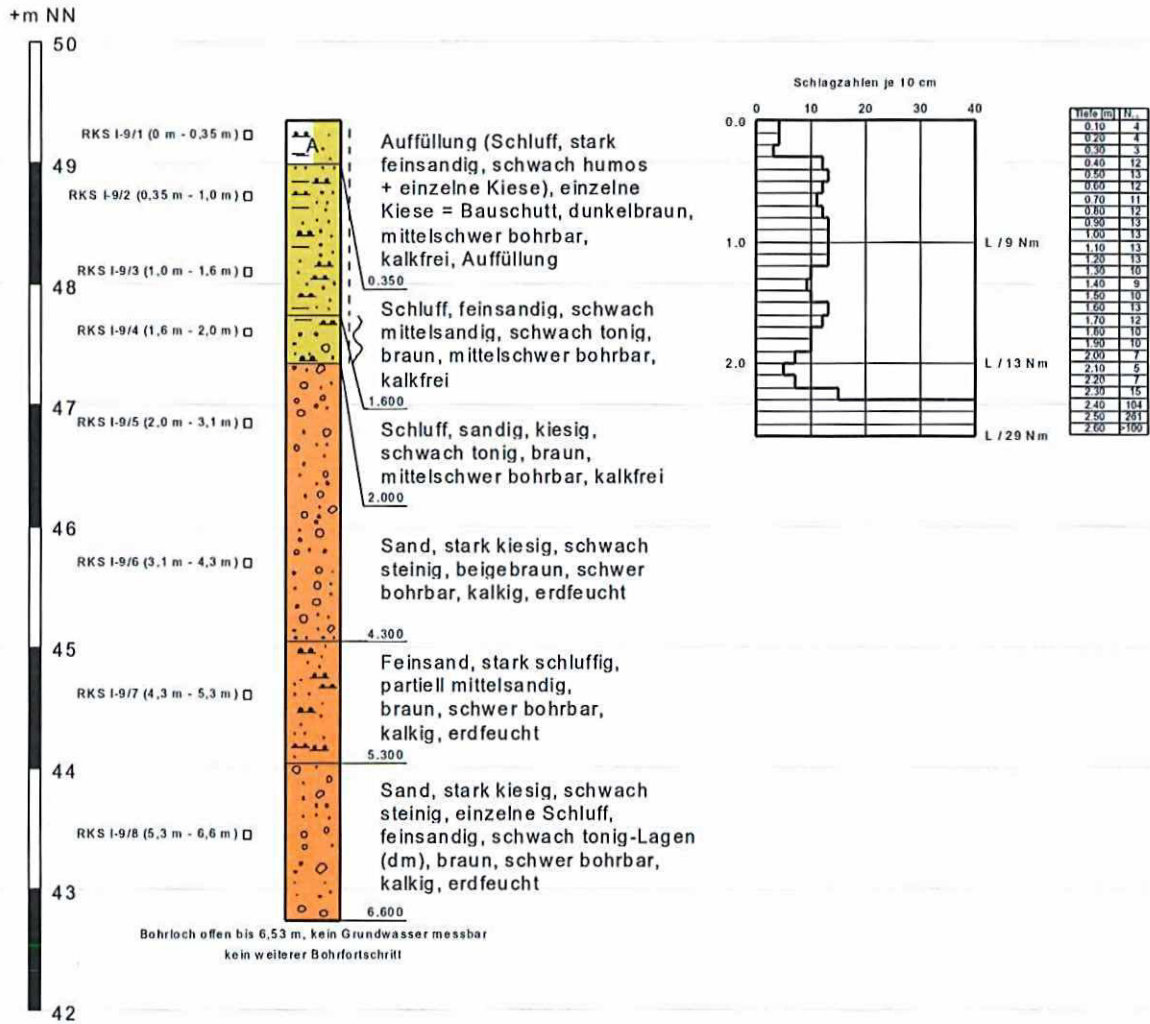 +m NN
50
49
48
47
46
45
44
43
42
RKS I-9/1 (0 m - 0,35 m)
RKS I-9/2 (0,35 m - 1,0 m)
RKS I-9/3 (1,0 m - 1,6 m)
RKS I-9/4 (1,6 m - 2,0 m)
RKS I-9/5 (2,0 m - 3,1 m)
RKS I-9/6 (3,1 m - 4,3 m)
RKS I-9/7 (4,3 m - 5,3 m)
RKS I-9/8 (5,3 m - 6,6 m)
A
Auffüllung (Schluff, stark
feinsandig, schwach humos
+ einzelne Kiese), einzelne
Kiese = Bauschutt, dunkelbraun,
mittelschwer bohrbar,
kalkfrei, Auffüllung
0.350
Schluff, feinsandig, schwach
mittelsandig, schwach tonig,
braun, mittelschwer bohrbar,
kalkfrei
1.600
Schluff, sandig, kiesig,
schwach tonig, braun,
mittelschwer bohrbar, kalkfrei
2.000
Sand, stark kiesig, schwach
steinig, beigebraun, schwer
bohrbar, kalkig, erdfeucht
4.300
Feinsand, stark schluffig,
partiell mittelsandig,
braun, schwer bohrbar,
kalkig, erdfeucht
5.300
Sand, stark kiesig, schwach
steinig, einzelne Schluff,
feinsandig, schwach tonig-Lagen
(dm), braun, schwer bohrbar,
kalkig, erdfeucht
6.600
Bohrloch offen bis 6,53 m, kein Grundwasser messbar
kein weiterer Bohrfortschritt
Schlagzahlen je 10 cm
0 10 20 30 40
0.0
1.0
2.0
L / 9 Nm
L / 13 Nm
L / 29 Nm
Tiefe [m]
0.10 4
0.20 4
0.30 3
0.40 12
0.50 13
0.60 12
0.70 11
0.80 12
0.90 13
1.00 13
1.10 13
1.20 13
1.30 10
1.40 9
1.50 10
1.60 13
1.70 12
1.80 10
1.90 10
2.00 7
2.10 5
2.20 7
2.30 15
2.40 104
2.50 261
2.60 >100